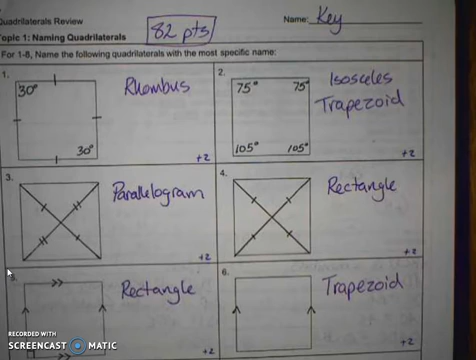 Quadrilaterals Review
82 pts
Name: Key
Topic 1: Naming Quadrilaterals
For 1-8, Name the following quadrilaterals with the most specific name:
1.
30°
30°
Rhombus
+2
2.
75° 75°
105° 105°
Isosceles
Trapezoid
+2
3.
Parallelogram
+2
4.
Rectangle
+2
5.
Rectangle
+2
6.
Trapezoid
+2
RECORDED WITH
SCREENCAST MATIC